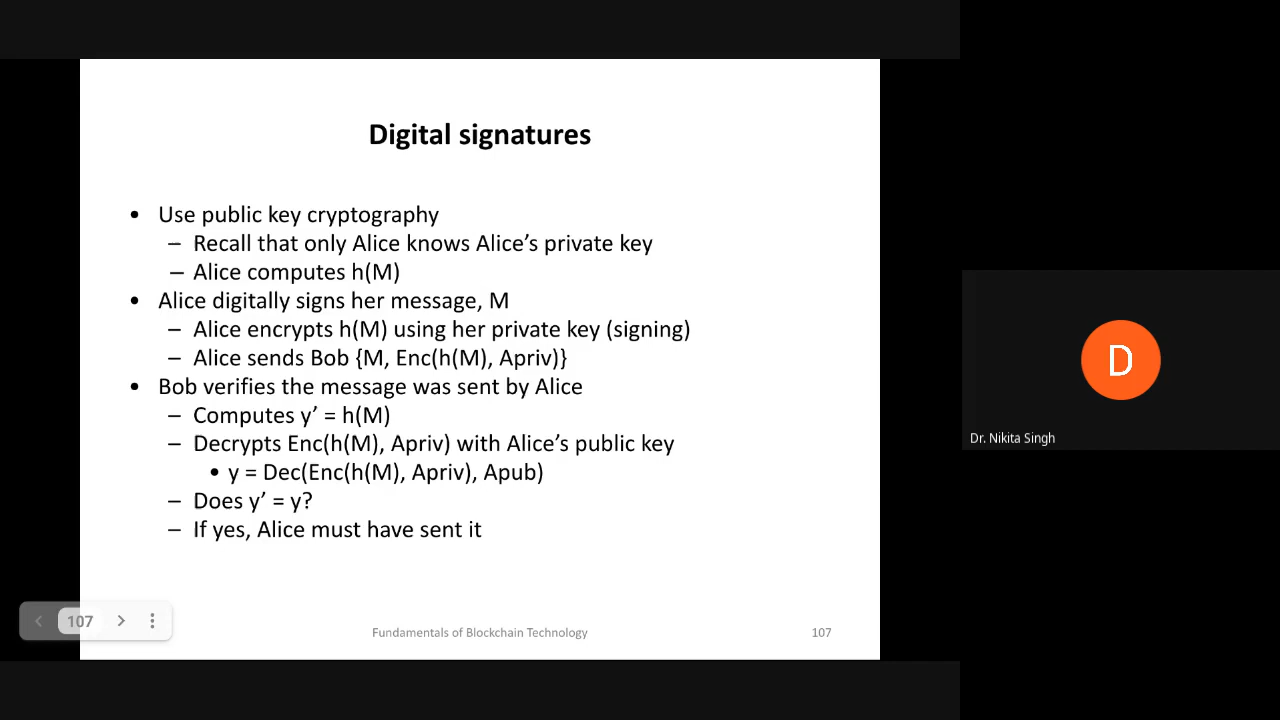 Digital signatures
• Use public key cryptography
– Recall that only Alice knows Alice’s private key
– Alice computes h(M)
• Alice digitally signs her message, M
– Alice encrypts h(M) using her private key (signing)
– Alice sends Bob {M, Enc(h(M), Apriv)}
• Bob verifies the message was sent by Alice
– Computes y’ = h(M)
– Decrypts Enc(h(M), Apriv) with Alice’s public key
• y = Dec(Enc(h(M), Apriv), Apub)
– Does y’ = y?
– If yes, Alice must have sent it
107
Fundamentals of Blockchain Technology
107
D
Dr. Nikita Singh